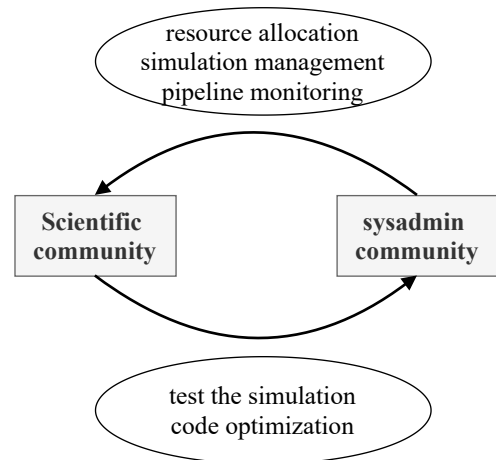 resource allocation
simulation management
pipeline monitoring
Scientific
community
sysadmin
community
test the simulation
code optimization